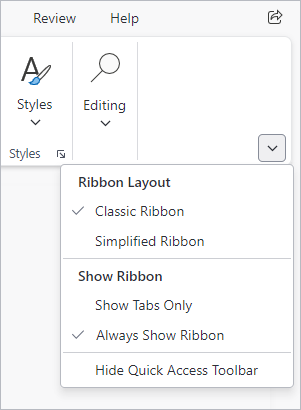 Review Help
Styles Editing
Styles
Ribbon Layout
Classic Ribbon
Simplified Ribbon
Show Ribbon
Show Tabs Only
Always Show Ribbon
Hide Quick Access Toolbar